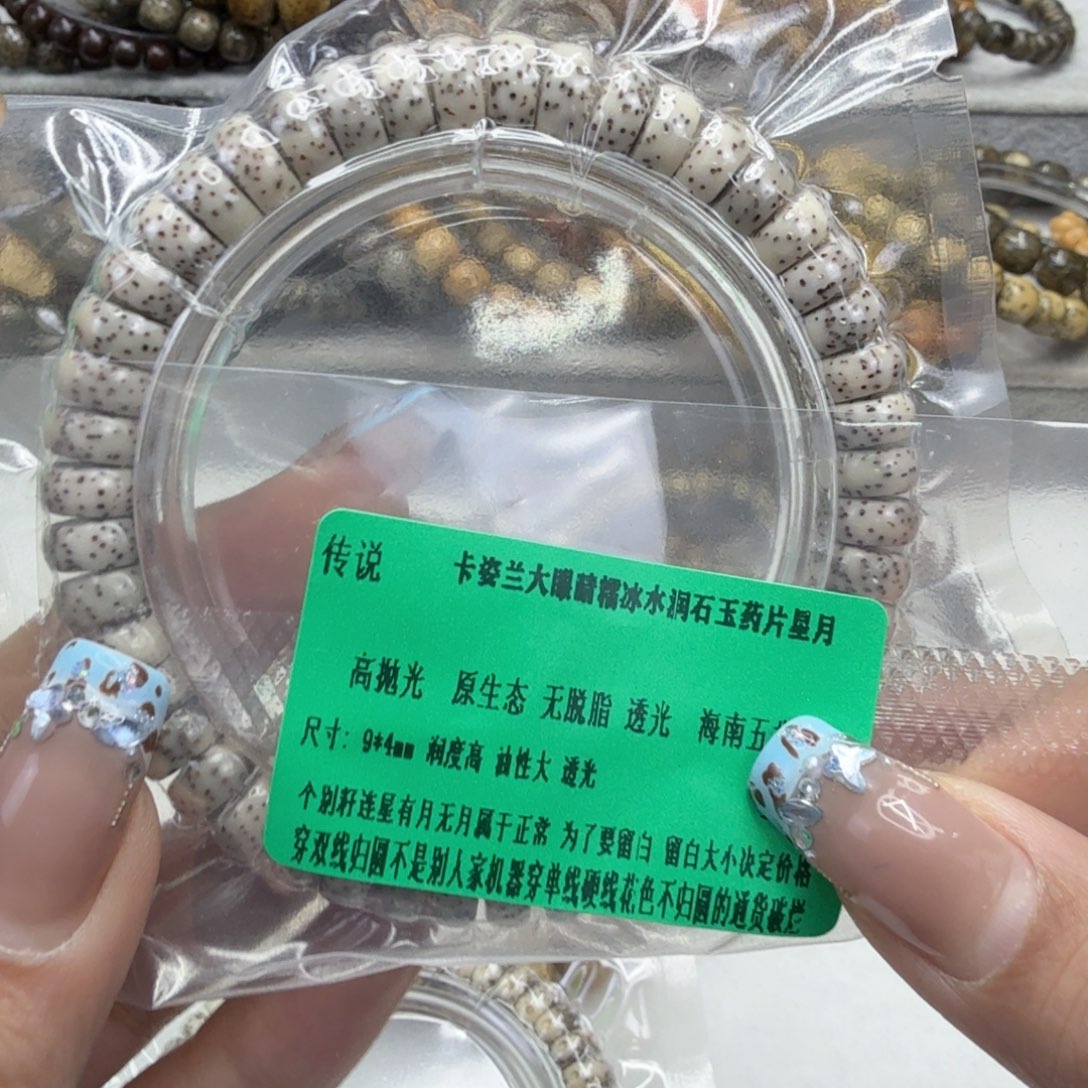 传说 卡姿兰大眼睛糯冰水润石玉药片星月
高抛光 原生态 无脱脂 透光 海南五
尺寸：9*4mm 润度高 油性大 透光
个别籽连星有月无月属于正常 为了要留白 留白大小决定价格
穿双线归圆不是别人家机器穿单线硬线花色不归圆的通货破烂